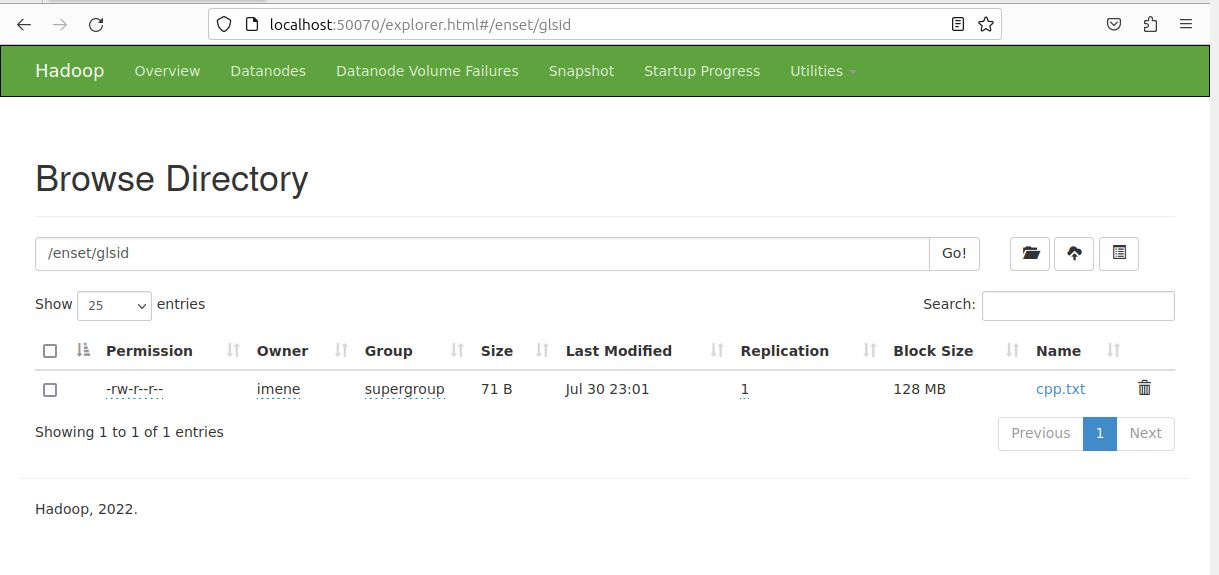 localhost:50070/explorer.html#/enset/glsid
Hadoop Overview Datanodes Datanode Volume Failures Snapshot Startup Progress Utilities
Browse Directory
/enset/glsid Go!
Show 25 entries Search:
Permission Owner Group Size Last Modified Replication Block Size Name
-rw-r--r-- imene supergroup 71 B Jul 30 23:01 1 128 MB cpp.txt
Showing 1 to 1 of 1 entries Previous 1 Next
Hadoop, 2022.